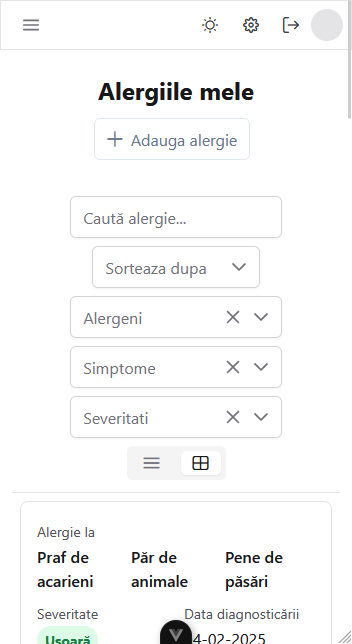 Alergiile mele
Adauga alergie
Caută alergie...
Sorteaza dupa
Alergeni
Simptome
Severitati
Alergie la
Praf de acarieni
Păr de animale
Pene de păsări
Severitate
Data diagnosticării
Ușoară
4-02-2025